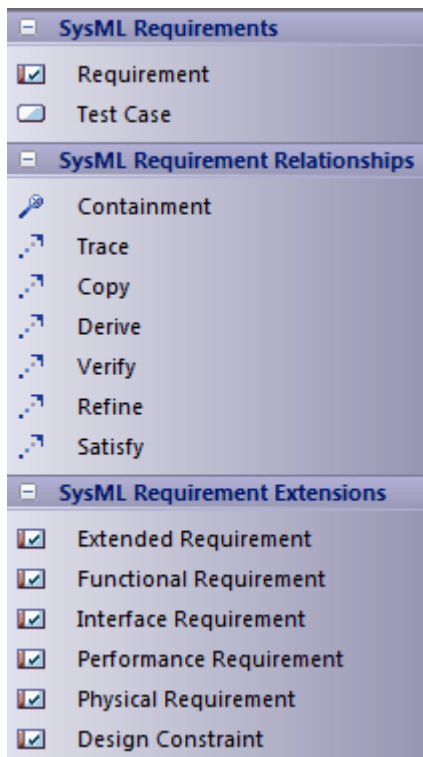 SysML Requirements
Requirement
Test Case
SysML Requirement Relationships
Containment
Trace
Copy
Derive
Verify
Refine
Satisfy
SysML Requirement Extensions
Extended Requirement
Functional Requirement
Interface Requirement
Performance Requirement
Physical Requirement
Design Constraint